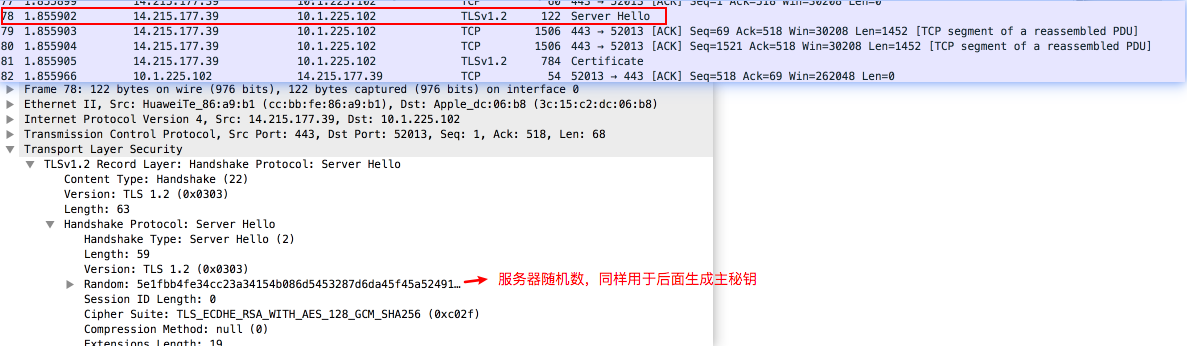 77 1.855899 14.215.177.39 10.1.225.102 TCP 60 443 → 52013 [ACK] Seq=1 Ack=518 Win=30208 Len=0
78 1.855902 14.215.177.39 10.1.225.102 TLSv1.2 122 Server Hello
79 1.855903 14.215.177.39 10.1.225.102 TCP 1506 443 → 52013 [ACK] Seq=69 Ack=518 Win=30208 Len=1452 [TCP segment of a reassembled PDU]
80 1.855904 14.215.177.39 10.1.225.102 TCP 1506 443 → 52013 [ACK] Seq=1521 Ack=518 Win=30208 Len=1452 [TCP segment of a reassembled PDU]
81 1.855905 14.215.177.39 10.1.225.102 TLSv1.2 784 Certificate
82 1.855966 10.1.225.102 14.215.177.39 TCP 54 52013 → 443 [ACK] Seq=518 Ack=69 Win=262048 Len=0
Frame 78: 122 bytes on wire (976 bits), 122 bytes captured (976 bits) on interface 0
Ethernet II, Src: HuaweiTe_86:a9:b1 (cc:bb:fe:86:a9:b1), Dst: Apple_dc:06:b8 (3c:15:c2:dc:06:b8)
Internet Protocol Version 4, Src: 14.215.177.39, Dst: 10.1.225.102
Transmission Control Protocol, Src Port: 443, Dst Port: 52013, Seq: 1, Ack: 518, Len: 68
Transport Layer Security
TLSv1.2 Record Layer: Handshake Protocol: Server Hello
Content Type: Handshake (22)
Version: TLS 1.2 (0x0303)
Length: 63
Handshake Protocol: Server Hello
Handshake Type: Server Hello (2)
Length: 59
Version: TLS 1.2 (0x0303)
Random: 5e1fbb4fe34cc23a34154b086d5453287d6da45f45a52491… 服务器随机数，同样用于后面生成主秘钥
Session ID Length: 0
Cipher Suite: TLS_ECDHE_RSA_WITH_AES_128_GCM_SHA256 (0xc02f)
Compression Method: null (0)
Extensions Length: 19